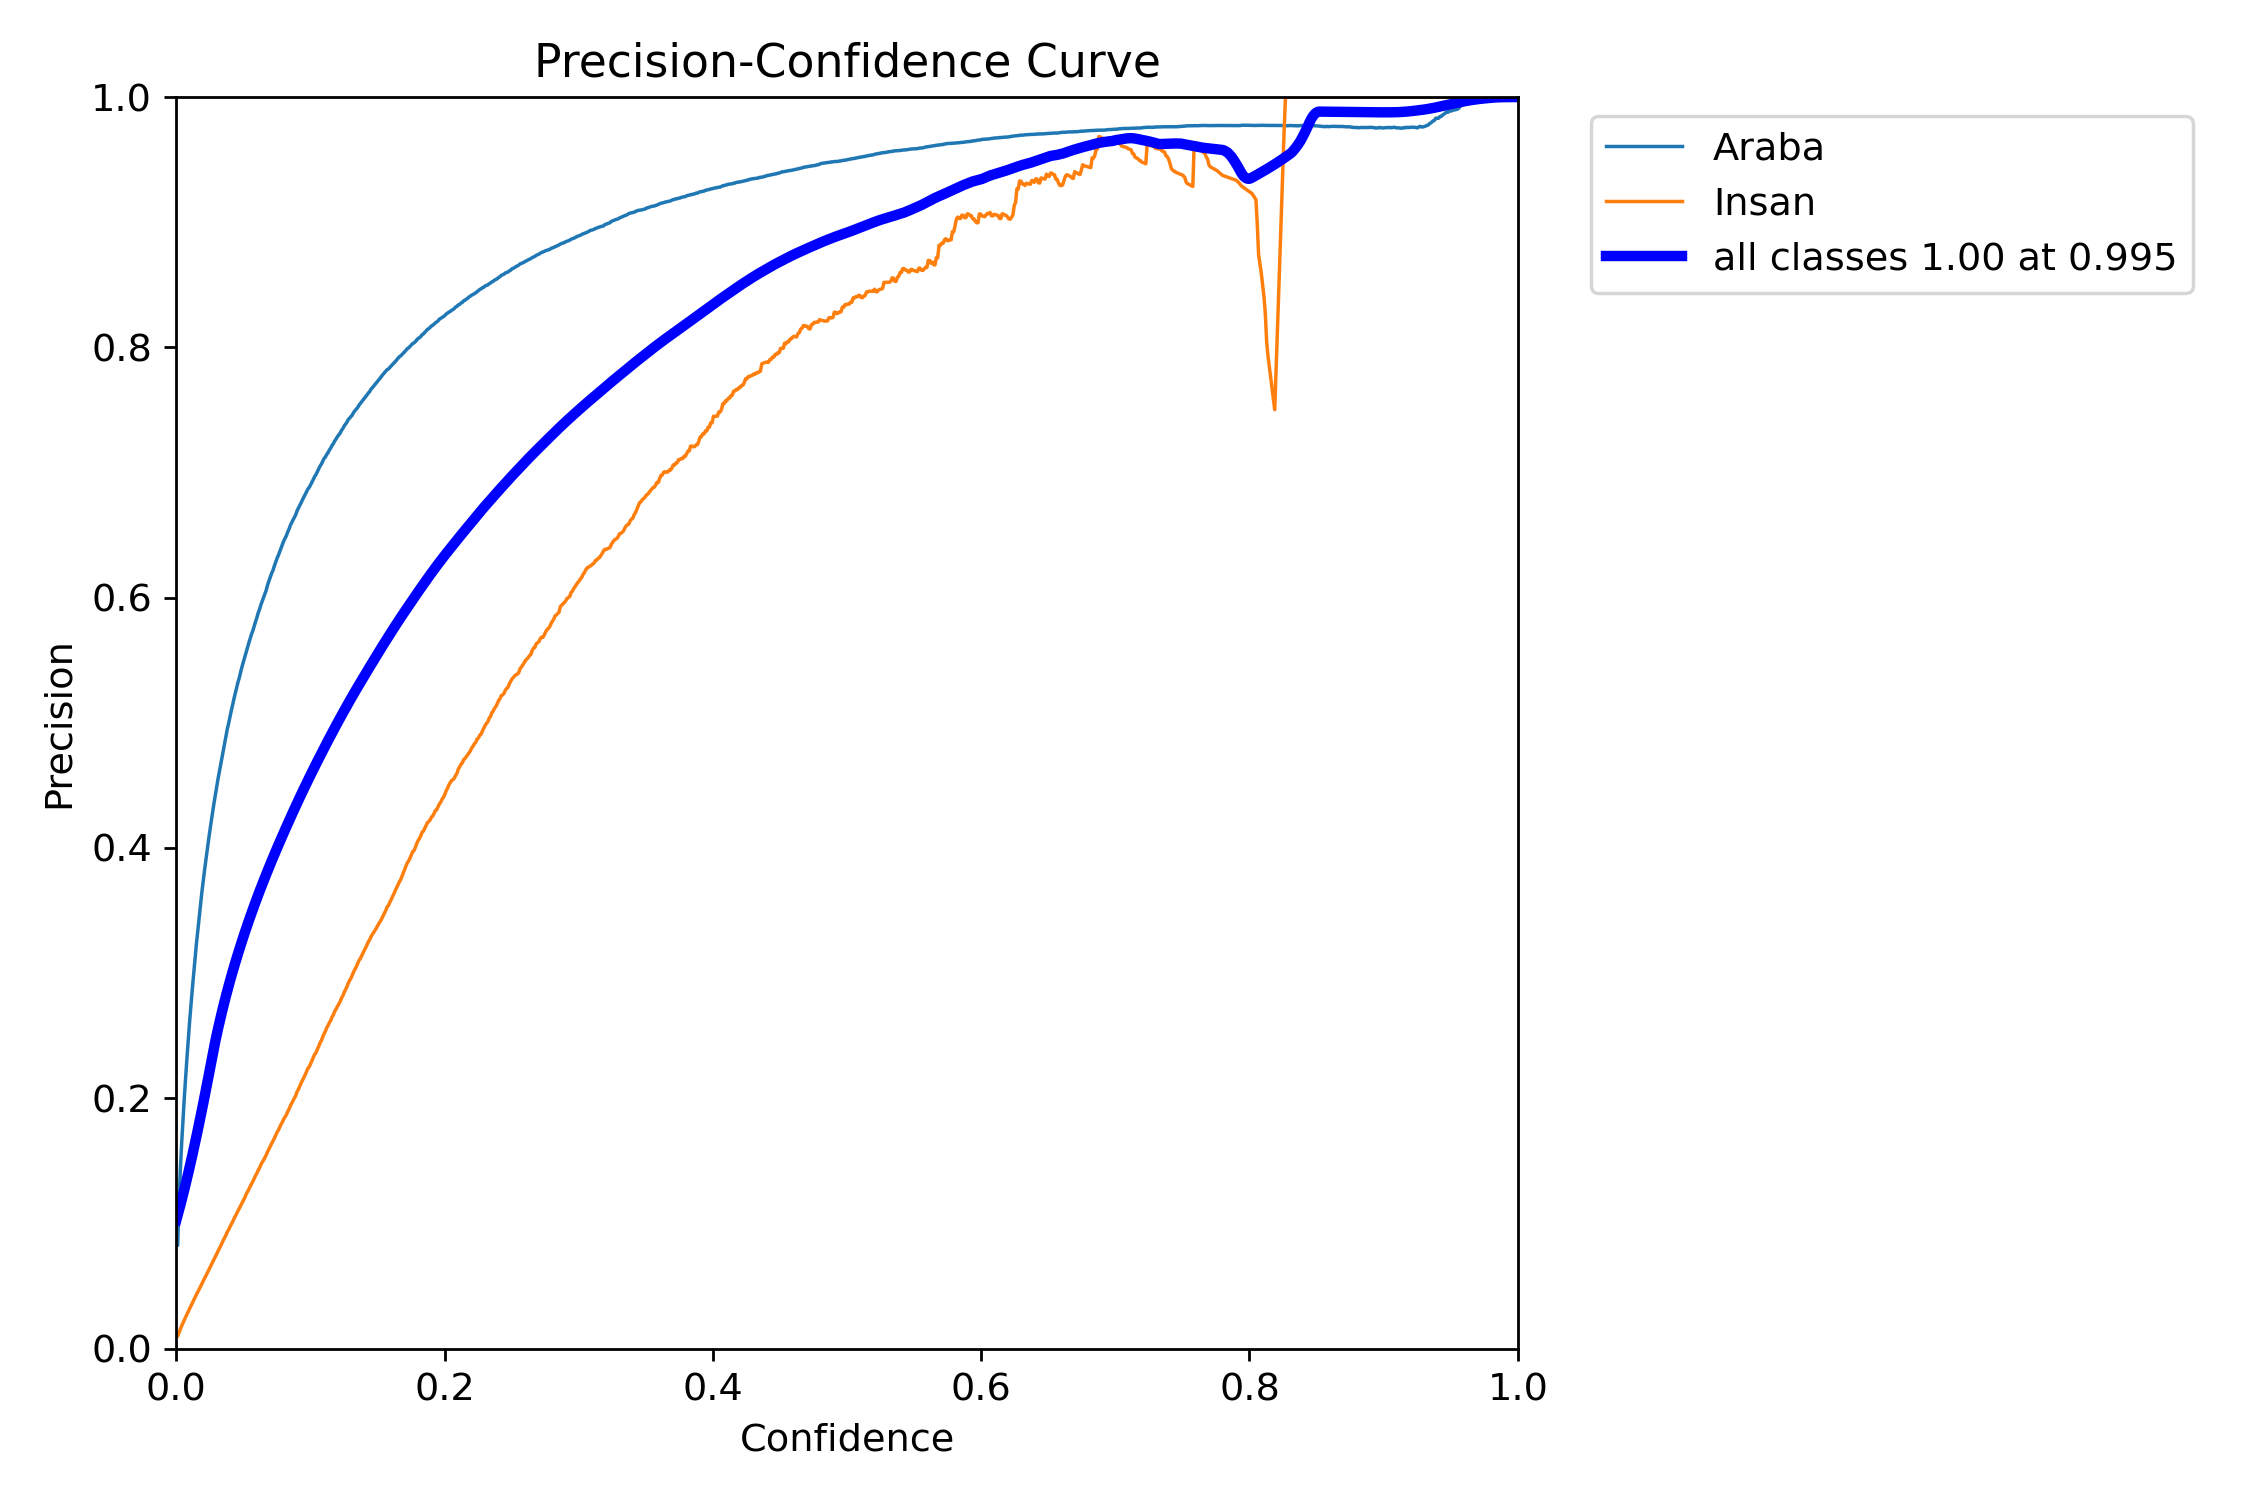 Precision-Confidence Curve
1.0
0.8
0.6
0.4
0.2
0.0
Precision
0.0 0.2 0.4 0.6 0.8 1.0
Confidence
Araba
Insan
all classes 1.00 at 0.995